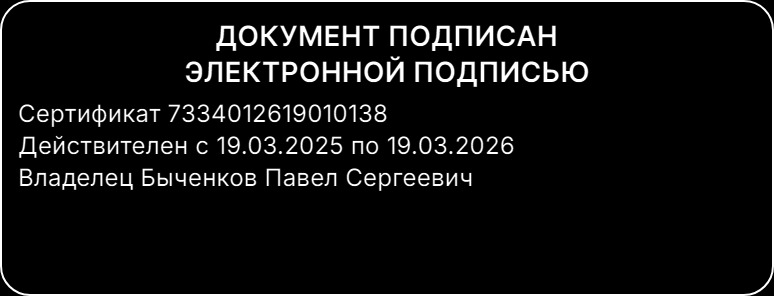 ДОКУМЕНТ ПОДПИСАН
ЭЛЕКТРОННОЙ ПОДПИСЬЮ
Сертификат 7334012619010138
Действителен с 19.03.2025 по 19.03.2026
Владелец Быченков Павел Сергеевич